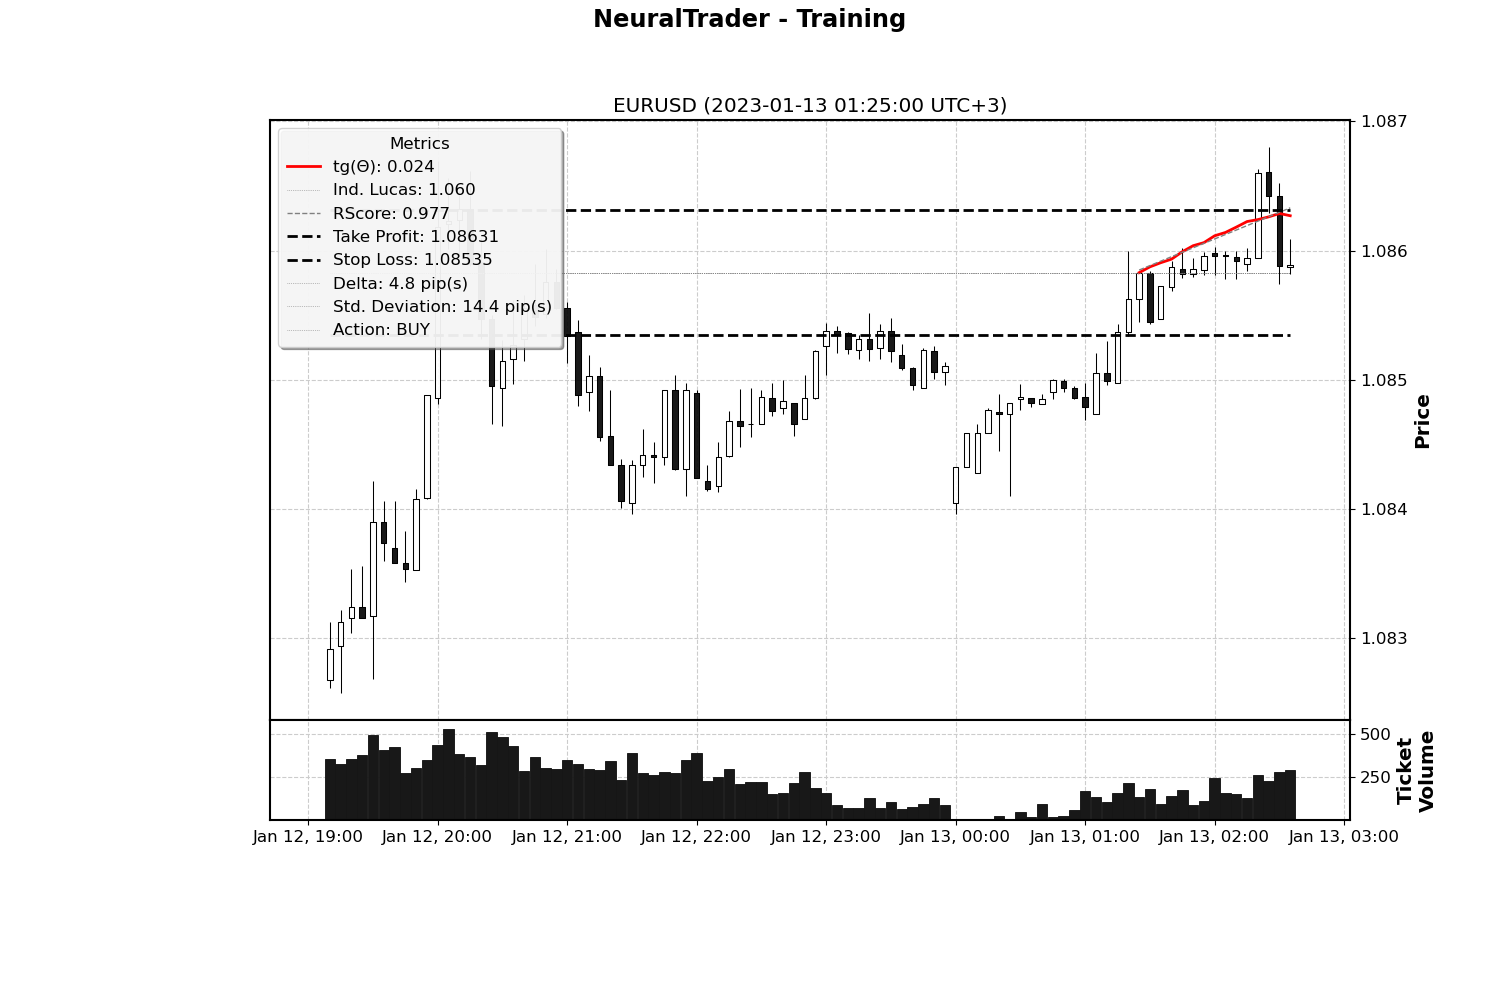 NeuralTrader - Training
EURUSD (2023-01-13 01:25:00 UTC+3)
Metrics
tg(Θ): 0.024
Ind. Lucas: 1.060
RScore: 0.977
Take Profit: 1.08631
Stop Loss: 1.08535
Delta: 4.8 pip(s)
Std. Deviation: 14.4 pip(s)
Action: BUY
1.087
1.086
1.085
1.084
1.083
Price
500
250
Ticket
Volume
Jan 12, 19:00
Jan 12, 20:00
Jan 12, 21:00
Jan 12, 22:00
Jan 12, 23:00
Jan 13, 00:00
Jan 13, 01:00
Jan 13, 02:00
Jan 13, 03:00